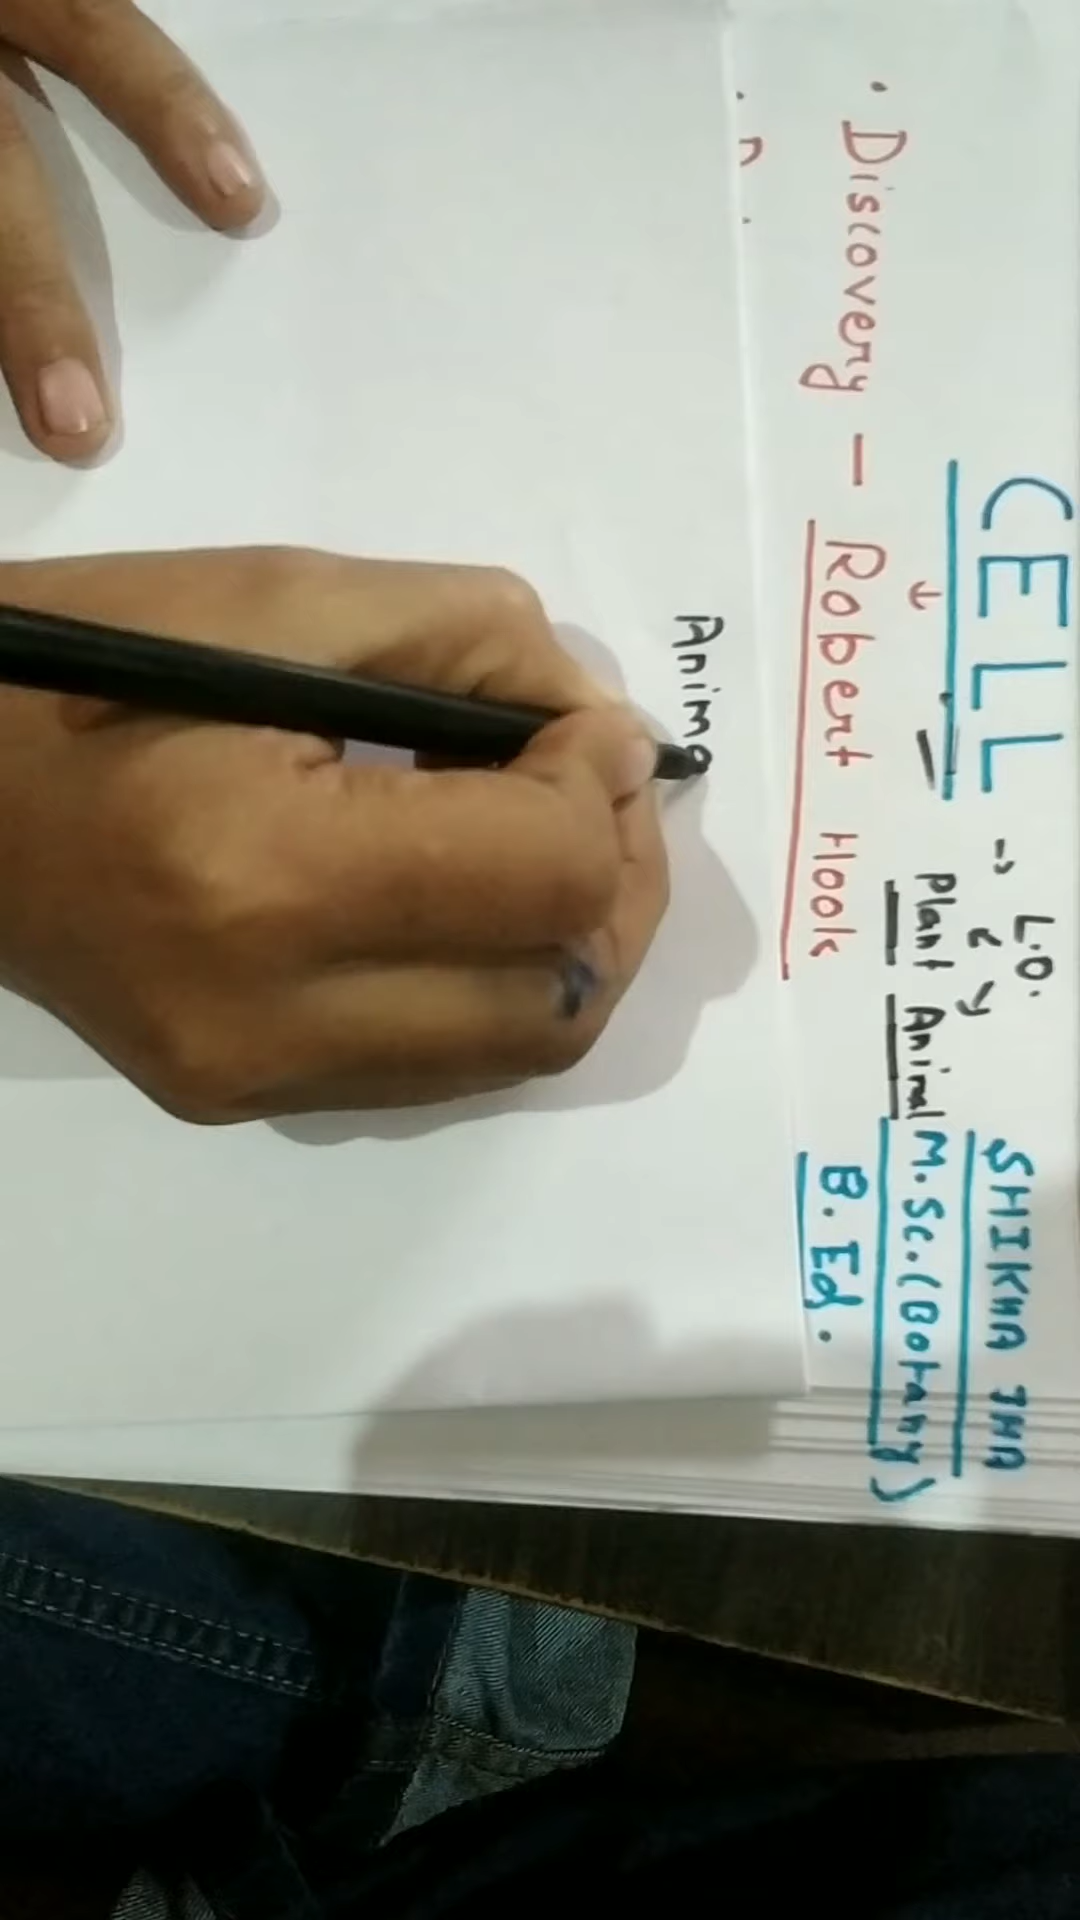 CELL → L.O.
Plant Animal
SHIKHA JHA
M.Sc. (Botany)
B. Ed.
• Discovery — Robert Hook
Anima